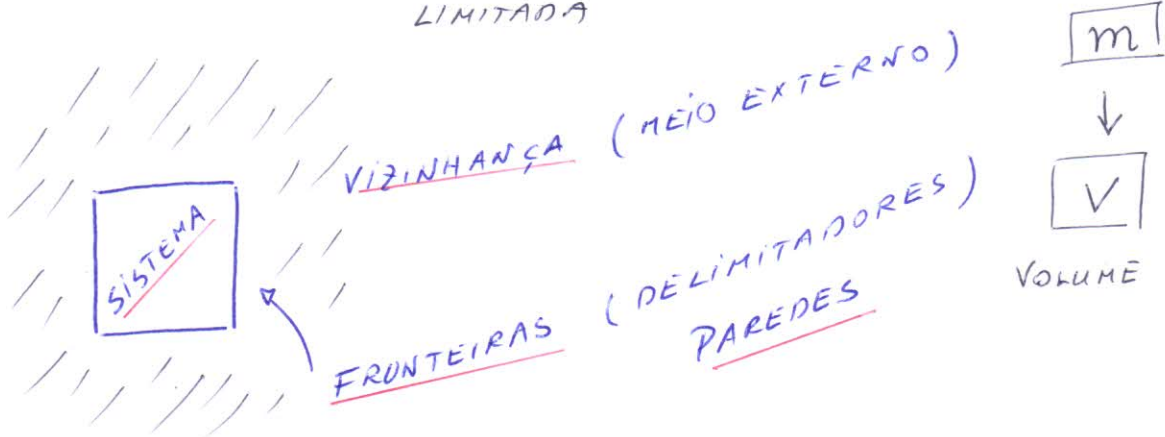 LIMITADA
m
VIZINHANÇA (MEIO EXTERNO)
V
SISTEMA
VOLUME
FRONTEIRAS (DELIMITADORES)
PAREDES